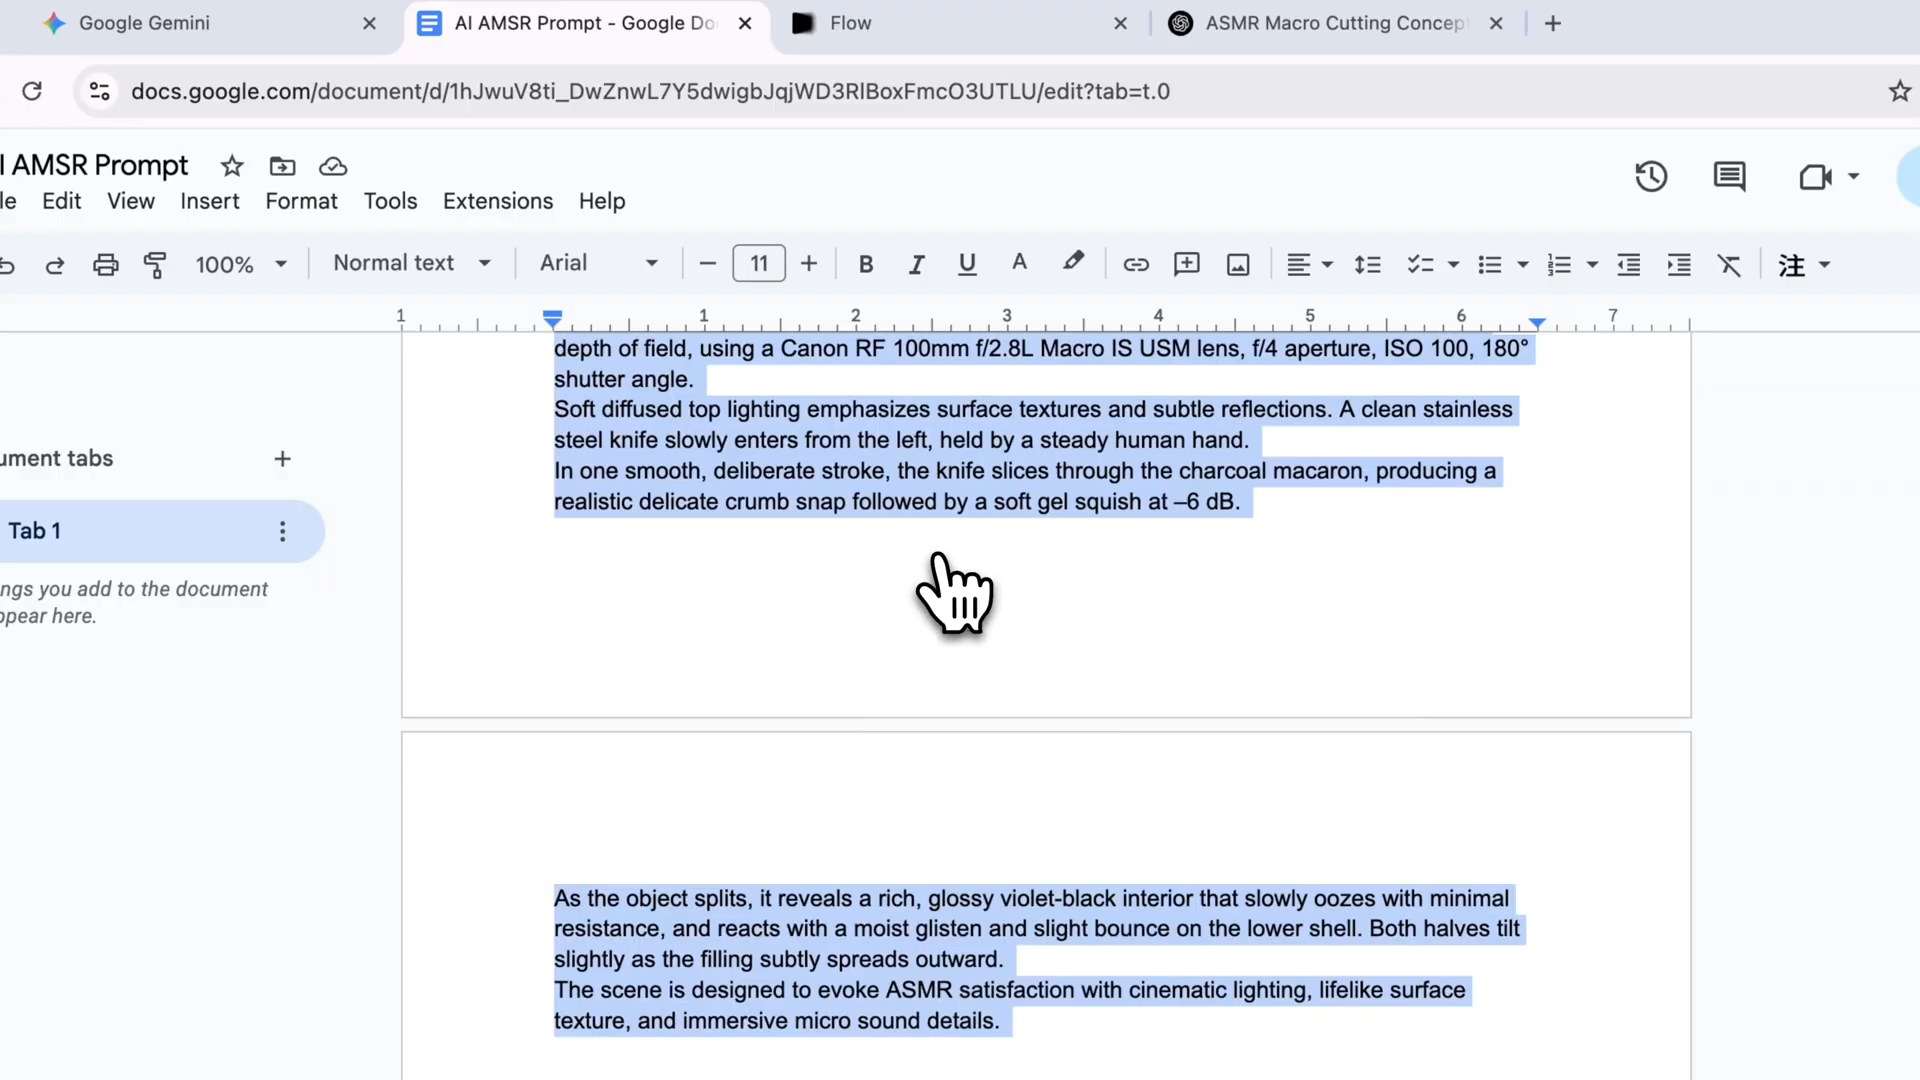 Google Gemini
AI AMSR Prompt - Google Do
Flow
ASMR Macro Cutting Concep
docs.google.com/document/d/1hJwuV8ti_DwZnwL7Y5dwigbJqjWD3RlBoxFmcO3UTLU/edit?tab=t.0
I AMSR Prompt
le Edit View Insert Format Tools Extensions Help
100% Normal text Arial 11 注
1 1 2 3 4 5 6 7
depth of field, using a Canon RF 100mm f/2.8L Macro IS USM lens, f/4 aperture, ISO 100, 180°
shutter angle.
Soft diffused top lighting emphasizes surface textures and subtle reflections. A clean stainless
steel knife slowly enters from the left, held by a steady human hand.
In one smooth, deliberate stroke, the knife slices through the charcoal macaron, producing a
realistic delicate crumb snap followed by a soft gel squish at –6 dB.
ument tabs
Tab 1
ngs you add to the document
ppear here.
As the object splits, it reveals a rich, glossy violet-black interior that slowly oozes with minimal
resistance, and reacts with a moist glisten and slight bounce on the lower shell. Both halves tilt
slightly as the filling subtly spreads outward.
The scene is designed to evoke ASMR satisfaction with cinematic lighting, lifelike surface
texture, and immersive micro sound details.